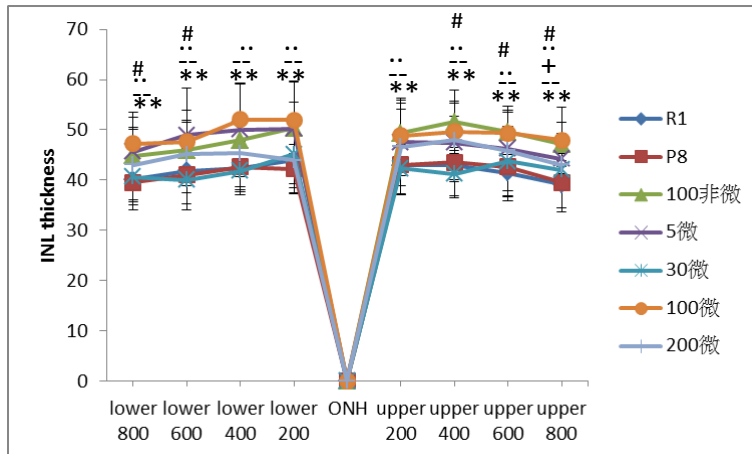 INL thickness
70
60
50
40
30
20
10
0
# # # #
#
‥ ‥ ‥ ‥ ‥ ‥ ‥ ‥
-- -- -- -- -- -- -- + --
** ** ** ** ** ** ** **
lower 800
lower 600
lower 400
lower 200
ONH
upper 200
upper 400
upper 600
upper 800
R1
P8
100非微
5微
30微
100微
200微